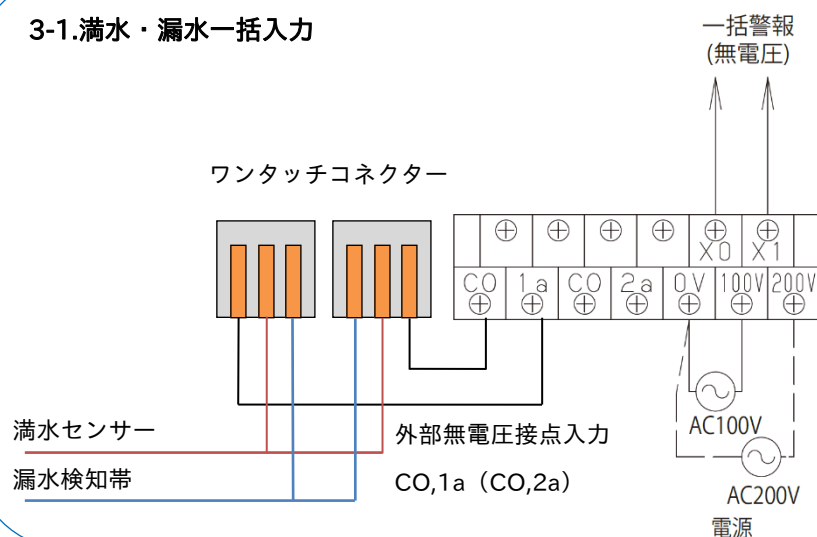 3-1.満水・漏水一括入力
一括警報
(無電圧)
ワンタッチコネクター
X0 X1
CO 1a CO 2a 0V 100V 200V
満水センサー
漏水検知帯
外部無電圧接点入力
CO,1a（CO,2a）
AC100V
AC200V
電源